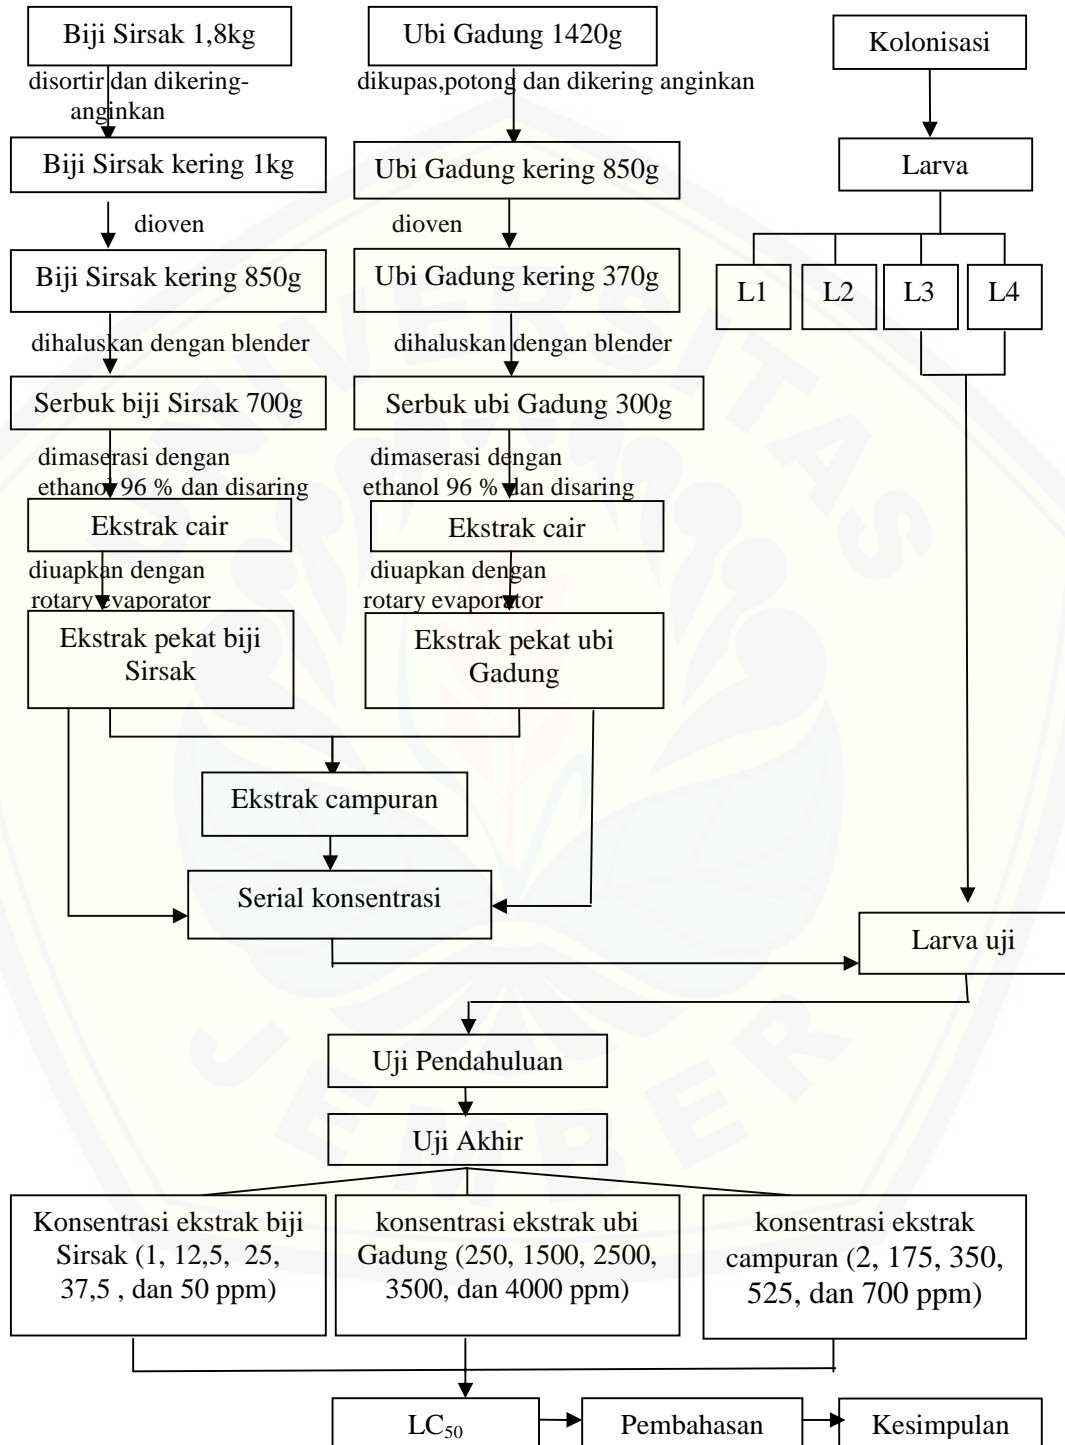 Biji Sirsak 1,8kg
disortir dan dikering-
anginkan
Biji Sirsak kering 1kg
dioven
Biji Sirsak kering 850g
dihaluskan dengan blender
Serbuk biji Sirsak 700g
dimaserasi dengan
ethanol 96 % dan disaring
Ekstrak cair
diuapkan dengan
rotary evaporator
Ekstrak pekat biji
Sirsak
Ubi Gadung 1420g
dikupas,potong dan dikering anginkan
Ubi Gadung kering 850g
dioven
Ubi Gadung kering 370g
dihaluskan dengan blender
Serbuk ubi Gadung 300g
dimaserasi dengan
ethanol 96 % dan disaring
Ekstrak cair
diuapkan dengan
rotary evaporator
Ekstrak pekat ubi
Gadung
Kolonisasi
Larva
L1 L2 L3 L4
Ekstrak campuran
Serial konsentrasi
Larva uji
Uji Pendahuluan
Uji Akhir
Konsentrasi ekstrak biji
Sirsak (1, 12,5, 25,
37,5 , dan 50 ppm)
konsentrasi ekstrak ubi
Gadung (250, 1500, 2500,
3500, dan 4000 ppm)
konsentrasi ekstrak
campuran (2, 175, 350,
525, dan 700 ppm)
LC50
Pembahasan
Kesimpulan
UNIVERSITAS
JEMBER